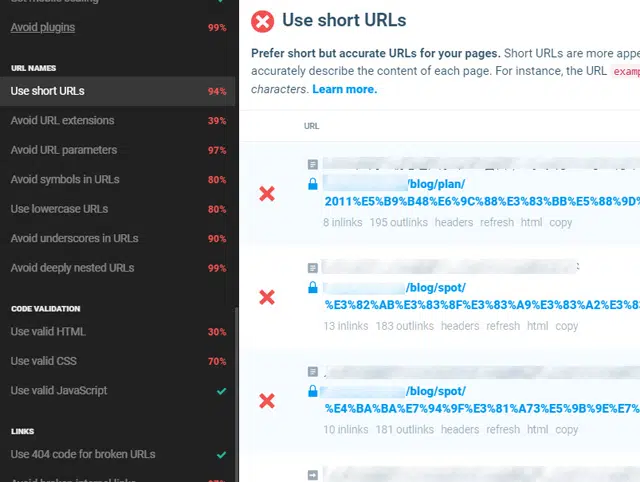 Avoid plugins 99%
URL NAMES
Use short URLs 94%
Avoid URL extensions 39%
Avoid URL parameters 97%
Avoid symbols in URLs 80%
Use lowercase URLs 80%
Avoid underscores in URLs 90%
Avoid deeply nested URLs 99%
CODE VALIDATION
Use valid HTML 30%
Use valid CSS 70%
Use valid JavaScript
LINKS
Use 404 code for broken URLs
Use short URLs
Prefer short but accurate URLs for your pages. Short URLs are more appe
accurately describe the content of each page. For instance, the URL examp
characters. Learn more.
URL
/blog/plan/
2011%E5%B9%B48%E6%9C%88%E3%83%BB%E5%88%9D%
8 inlinks 195 outlinks headers refresh html copy
/blog/spot/
%E3%82%AB%E3%83%8F%E3%83%A9%E3%83%A2%E3%83
13 inlinks 183 outlinks headers refresh html copy
/blog/spot/
%E4%BA%BA%E7%94%9F%E3%81%A73%E5%9B%9E%E7%
10 inlinks 181 outlinks headers refresh html copy